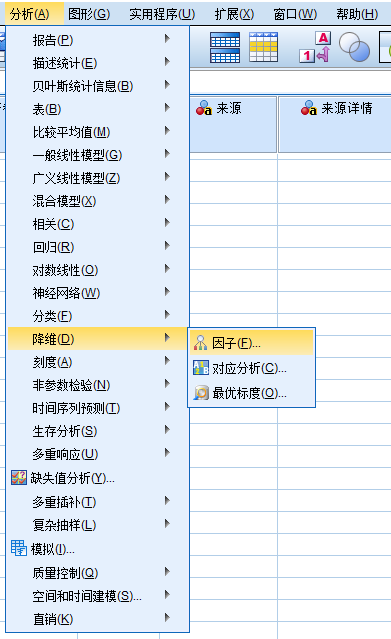 分析(A) 图形(G) 实用程序(U) 扩展(X) 窗口(W) 帮助(H)
报告(P)
描述统计(E)
贝叶斯统计信息(B)
表(B)
来源 来源详情
比较平均值(M)
一般线性模型(G)
广义线性模型(Z)
混合模型(X)
相关(C)
回归(R)
对数线性(O)
神经网络(W)
分类(F)
降维(D)
因子(F)...
刻度(A)
对应分析(C)...
非参数检验(N)
最优标度(O)...
时间序列预测(T)
生存分析(S)
多重响应(U)
缺失值分析(Y)...
多重插补(T)
复杂抽样(L)
模拟(I)...
质量控制(Q)
空间和时间建模(S)...
直销(K)